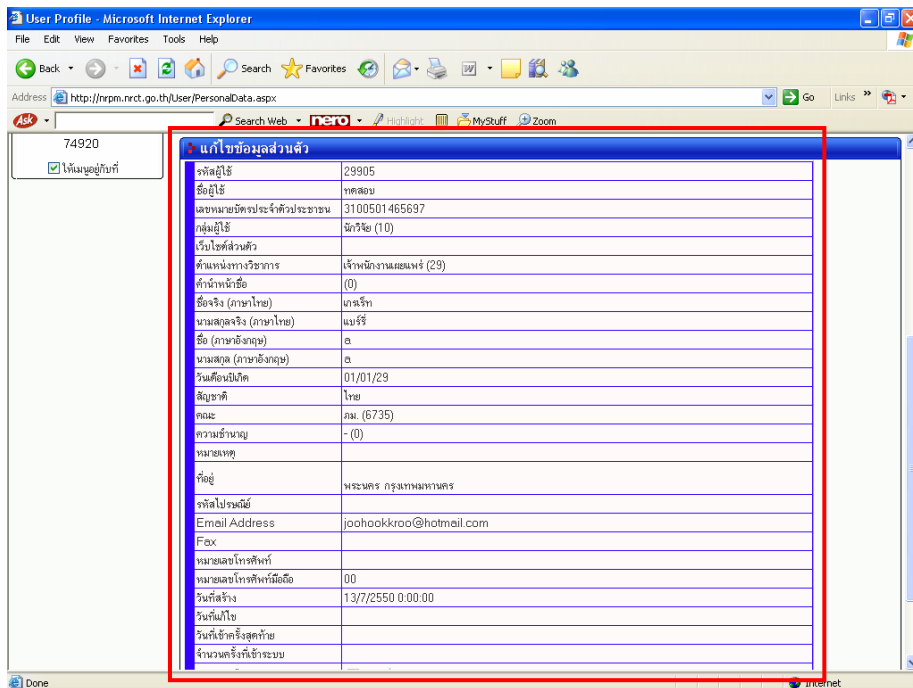 User Profile - Microsoft Internet Explorer
File Edit View Favorites Tools Help
Back Search Favorites
Address http://nrpm.nrct.go.th/User/PersonalData.aspx Go Links »
Ask Search Web nero Highlight MyStuff Zoom
74920
ให้เมนูอยู่กับที่
แก้ไขข้อมูลส่วนตัว
รหัสผู้ใช้ 29905
ชื่อผู้ใช้ ทดสอบ
เลขหมายบัตรประจำตัวประชาชน 3100501465697
กลุ่มผู้ใช้ นักวิจัย (10)
เว็บไซต์ส่วนตัว
ตำแหน่งทางวิชาการ เจ้าพนักงานเผยแพร่ (29)
คำนำหน้าชื่อ (0)
ชื่อจริง (ภาษาไทย) เกเร็ท
นามสกุลจริง (ภาษาไทย) แบร์รี่
ชื่อ (ภาษาอังกฤษ) a
นามสกุล (ภาษาอังกฤษ) a
วันเดือนปีเกิด 01/01/29
สัญชาติ ไทย
คณะ ภม. (6735)
ความชำนาญ - (0)
หมายเหตุ
ที่อยู่ พระนคร กรุงเทพมหานคร
รหัสไปรษณีย์
Email Address joohookkroo@hotmail.com
Fax
หมายเลขโทรศัพท์
หมายเลขโทรศัพท์มือถือ 00
วันที่สร้าง 13/7/2550 0:00:00
วันที่แก้ไข
วันที่เข้าครั้งสุดท้าย
จำนวนครั้งที่เข้าระบบ
Done Internet